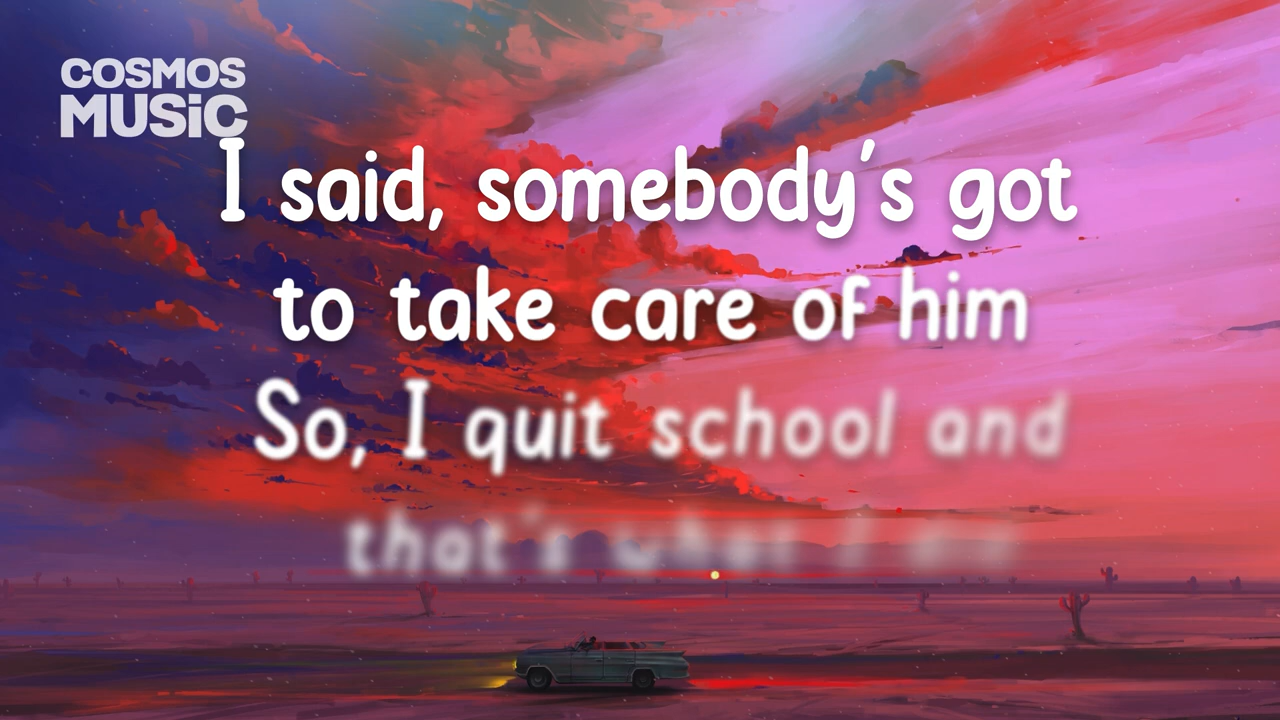 COSMOS
MUSiC
I said, somebody's got
to take care of him
So, I quit school and
that's what I